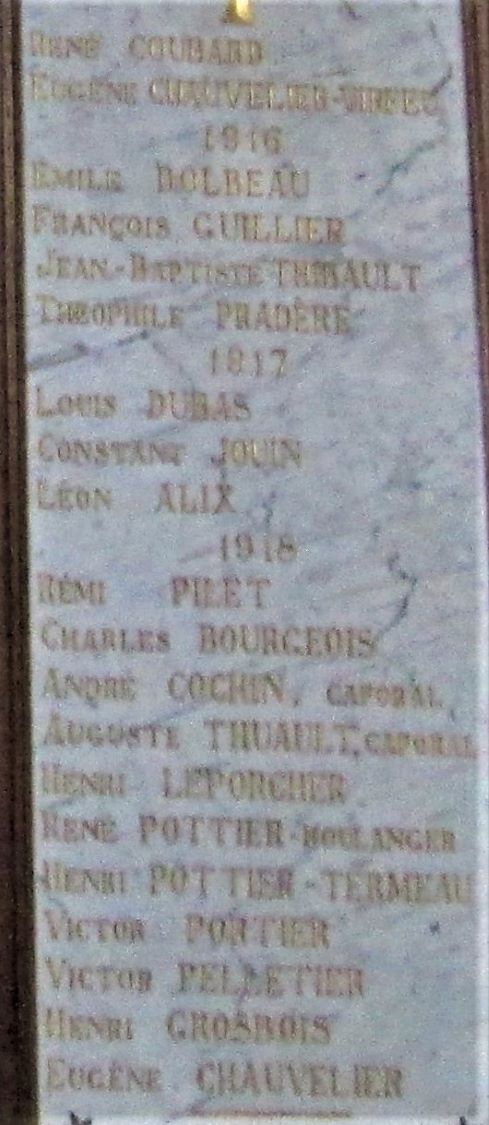 RENÉ COUBARD
EUGÈNE CHAUVELIER-
1916
ÉMILE DOLBEAU
FRANÇOIS GUILLIER
JEAN-BAPTISTE THIBAULT
THÉOPHILE PRADÈRE
1917
LOUIS DUBAS
CONSTANT JOUIN
LÉON ALIX
1918
RÉMI PILET
CHARLES BOURGEOIS
ANDRÉ COCHIN, CAPORAL
AUGUSTE THUAULT, CAPORAL
HENRI LEPORCHER
RENÉ POTTIER-BOULANGER
HENRI POTTIER-TERMEAU
VICTOR PORTIER
VICTOR PELLETIER
HENRI GROSBOIS
EUGÈNE CHAUVELIER